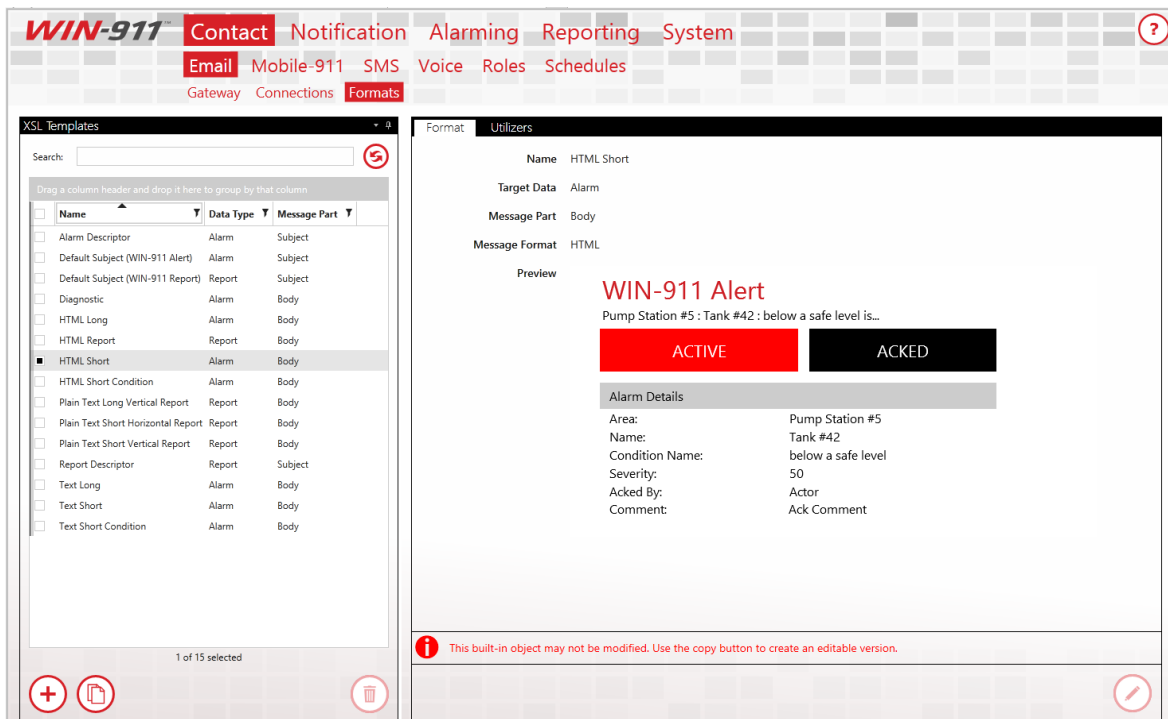 WIN-911™ Contact Notification Alarming Reporting System ?
Email Mobile-911 SMS Voice Roles Schedules
Gateway Connections Formats
XSL Templates
Search:
Drag a column header and drop it here to group by that column
Name Data Type Message Part
Alarm Descriptor Alarm Subject
Default Subject (WIN-911 Alert) Alarm Subject
Default Subject (WIN-911 Report) Report Subject
Diagnostic Alarm Body
HTML Long Alarm Body
HTML Report Report Body
HTML Short Alarm Body
HTML Short Condition Alarm Body
Plain Text Long Vertical Report Report Body
Plain Text Short Horizontal Report Report Body
Plain Text Short Vertical Report Report Body
Report Descriptor Report Subject
Text Long Alarm Body
Text Short Alarm Body
Text Short Condition Alarm Body
1 of 15 selected
Format Utilizers
Name HTML Short
Target Data Alarm
Message Part Body
Message Format HTML
Preview
WIN-911 Alert
Pump Station #5 : Tank #42 : below a safe level is...
ACTIVE ACKED
Alarm Details
Area: Pump Station #5
Name: Tank #42
Condition Name: below a safe level
Severity: 50
Acked By: Actor
Comment: Ack Comment
This built-in object may not be modified. Use the copy button to create an editable version.